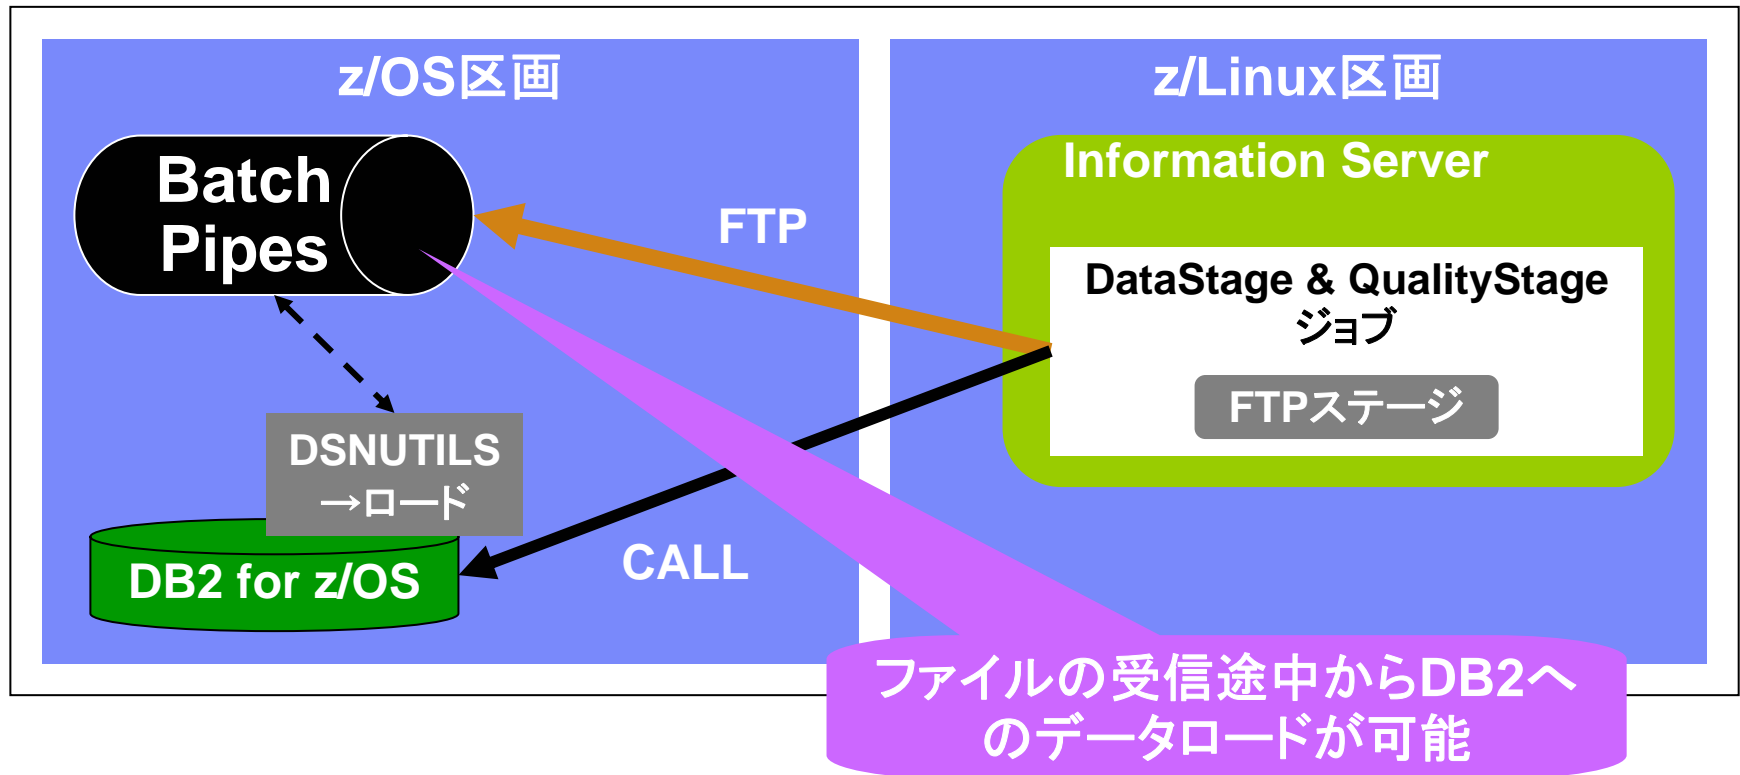 z/OS区画
Batch
Pipes
DSNUTILS
→ロード
DB2 for z/OS
FTP
CALL
z/Linux区画
Information Server
DataStage & QualityStage
ジョブ
FTPステージ
ファイルの受信途中からDB2へ
のデータロードが可能